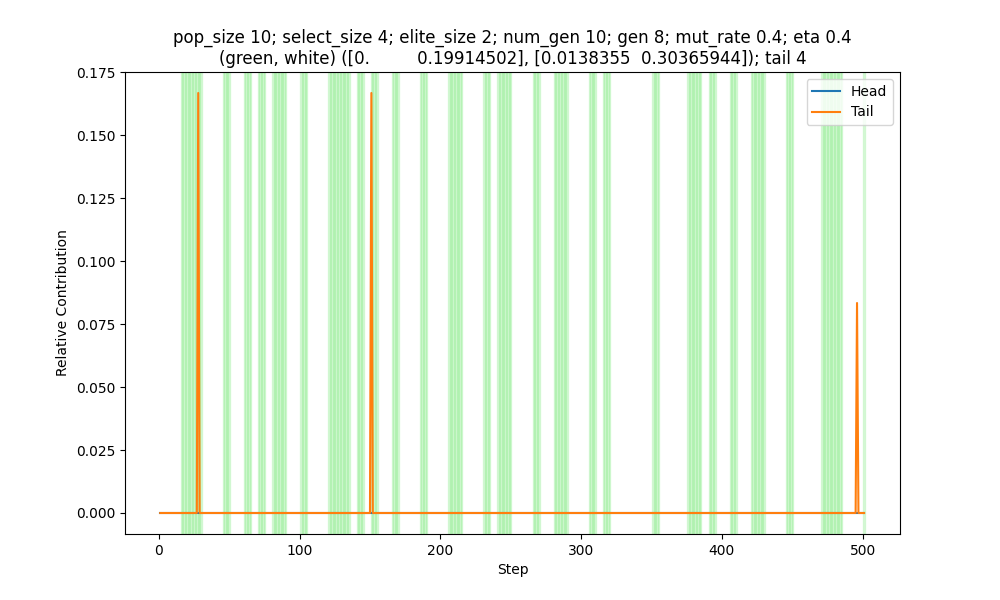 pop_size 10; select_size 4; elite_size 2; num_gen 10; gen 8; mut_rate 0.4; eta 0.4
(green, white) ([0.          0.19914502], [0.0138355  0.30365944]); tail 4
Head
Tail
0.175
0.150
0.125
0.100
0.075
0.050
0.025
0.000
Relative Contribution
0 100 200 300 400 500
Step